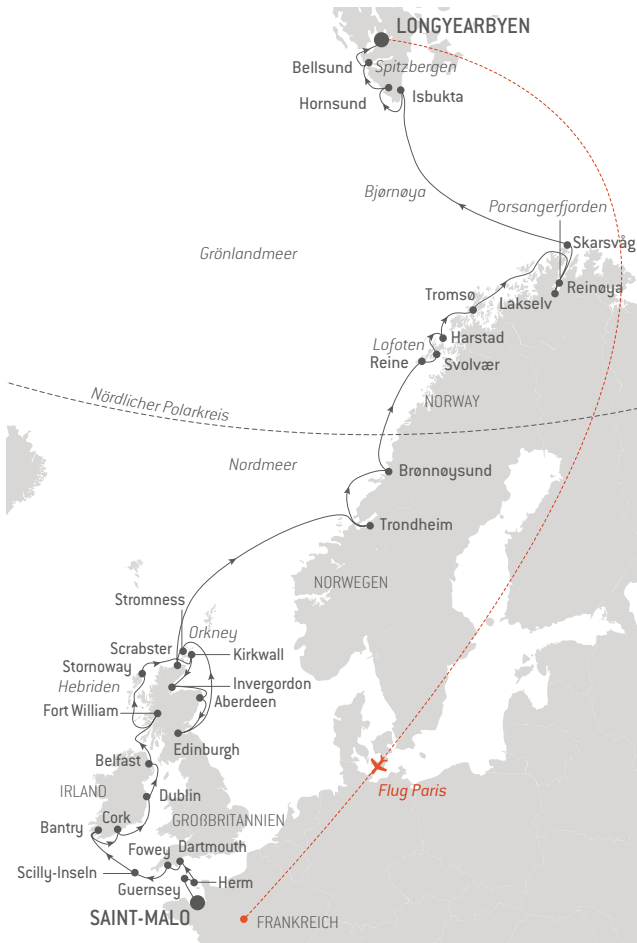 LONGYEARBYEN
Bellsund
Spitzbergen
Hornsund
Isbukta
Bjørnøya
Porsangerfjorden
Skarsvåg
Grönlandmeer
Reinøya
Tromsø
Lakselv
Harstad
Lofoten
Reine
Svolvær
Nördlicher Polarkreis
NORWAY
Nordmeer
Brønnøysund
Trondheim
NORWEGEN
Stromness
Orkney
Scrabster
Kirkwall
Stornoway
Hebriden
Invergordon
Aberdeen
Fort William
Edinburgh
Belfast
Flug Paris
IRLAND
Dublin
Cork
GROßBRITANNIEN
Bantry
Fowey
Dartmouth
Scilly-Inseln
Guernsey
Herm
SAINT-MALO
FRANKREICH